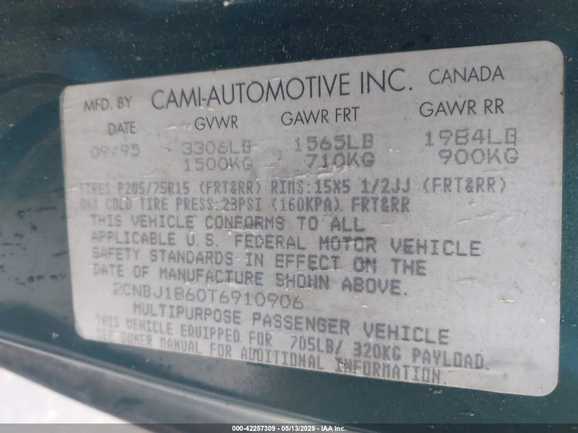 MFD. BY CAMI-AUTOMOTIVE INC. CANADA
DATE GVWR GAWR FRT GAWR RR
09/95 3306LB 1565LB 1984LB
1500KG 710KG 900KG
TIRES P205/75R15 (FRT&RR) RIMS:15X5 1/2JJ (FRT&RR)
COLD TIRE PRESS:23PSI (160KPA) FRT&RR
THIS VEHICLE CONFORMS TO ALL
APPLICABLE U.S. FEDERAL MOTOR VEHICLE
SAFETY STANDARDS IN EFFECT ON THE
DATE OF MANUFACTURE SHOWN ABOVE.
2CNBJ1860T6910906
MULTIPURPOSE PASSENGER VEHICLE
THIS VEHICLE EQUIPPED FOR 705LB/ 320KG PAYLOAD.
SEE OWNER MANUAL FOR ADDITIONAL INFORMATION.
000-42257309 - 05/13/2025 - www.iaai.com